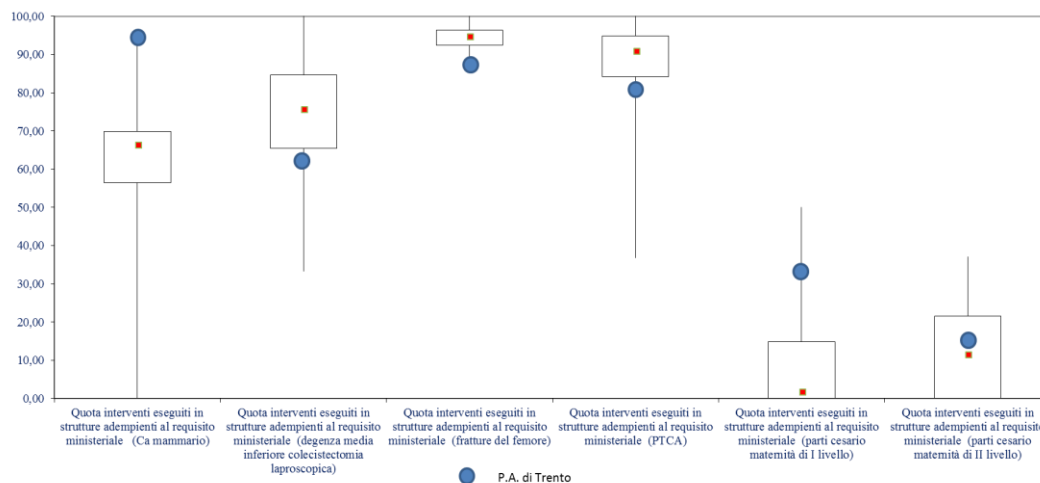 100,00
90,00
80,00
70,00
60,00
50,00
40,00
30,00
20,00
10,00
0,00
Quota interventi eseguiti in
strutture adempienti al requisito
ministeriale (Ca mammario)
Quota interventi eseguiti in
strutture adempienti al requisito
ministeriale (degenza media
inferiore colecistectomia
laproscopica)
Quota interventi eseguiti in
strutture adempienti al requisito
ministeriale (fratture del femore)
Quota interventi eseguiti in
strutture adempienti al requisito
ministeriale (PTCA)
Quota interventi eseguiti in
strutture adempienti al requisito
ministeriale (parti cesario
maternità di I livello)
Quota interventi eseguiti in
strutture adempienti al requisito
ministeriale (parti cesario
maternità di II livello)
P.A. di Trento